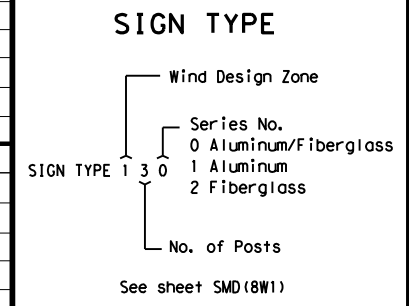 SIGN TYPE
Wind Design Zone
Series No.
0 Aluminum/Fiberglass
1 Aluminum
2 Fiberglass
SIGN TYPE 1 3 0
No. of Posts
See sheet SMD(8W1)